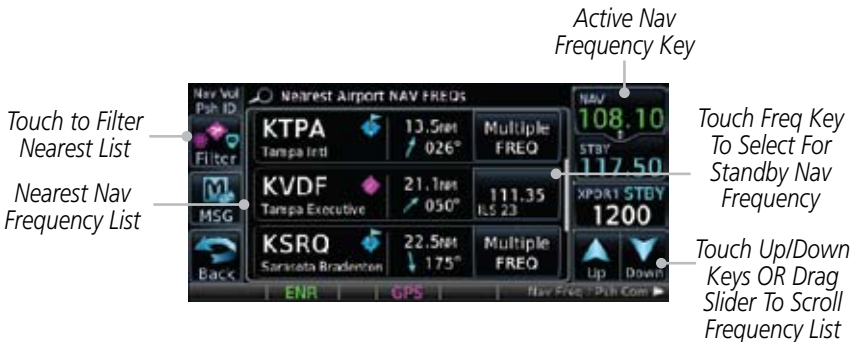 Active Nav
Frequency Key
Touch to Filter
Nearest List
Nearest Nav
Frequency List
Nav Vol
Psh ID
Nearest Airport NAV FREQs
Filter
MSG
Back
KTPA
Tampa Intl
13.5NM
026°
Multiple
FREQ
KVDF
Tampa Executive
21.1NM
050°
111.35
ILS 23
KSRQ
Sarasota Bradenton
22.5NM
175°
Multiple
FREQ
NAV
108.10
STBY
117.50
XPDR1 STBY
1200
Up
Down
ENR
GPS
Nav Freq / Psh Com
Touch Freq Key
To Select For
Standby Nav
Frequency
Touch Up/Down
Keys OR Drag
Slider To Scroll
Frequency List